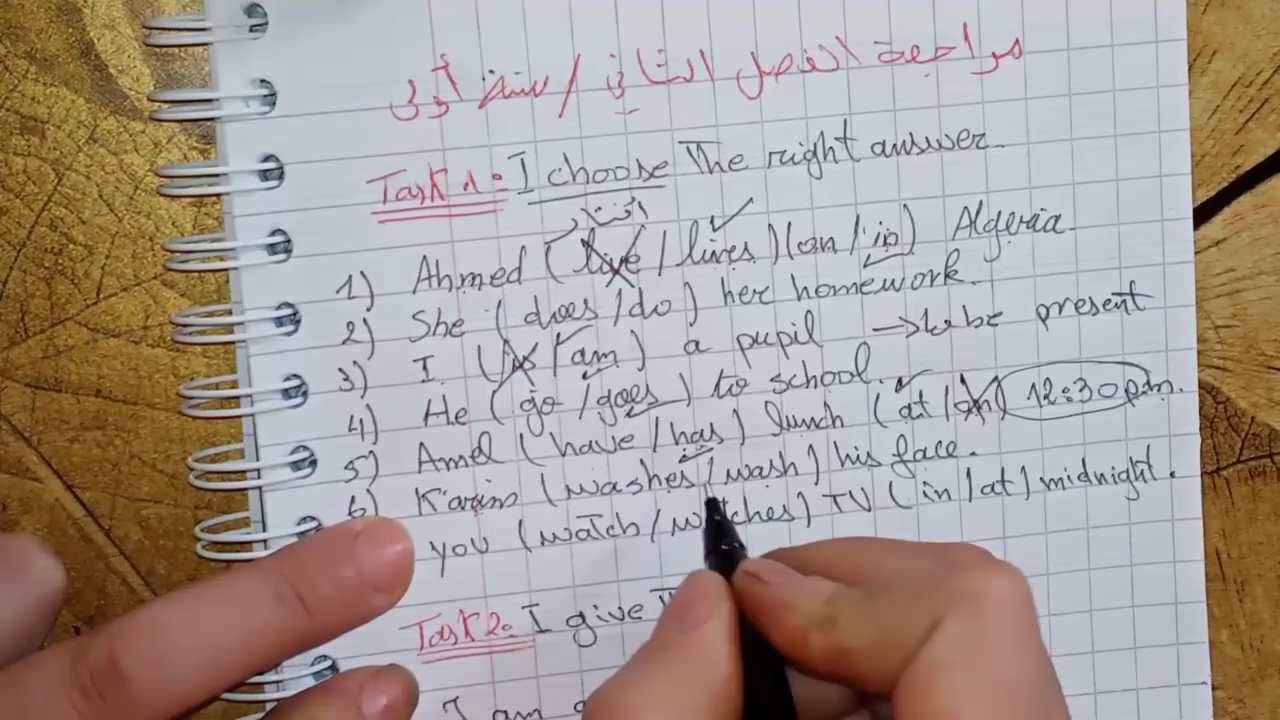 مراجعة الفصل الثاني / سنة أولى
Task 1: I choose The right answer.
اختار
1) Ahmed (live / lives) (on / in) Algeria.
2) She (does / do) her homework.
3) I (is / am) a pupil → to be present
4) He (go / goes) to school.
5) Amel (have / has) lunch (at / on) 12:30 pm.
6) Karim (washes / wash) his face.
you (watch / watches) TV (in / at) midnight.
Task 2: I give
I am